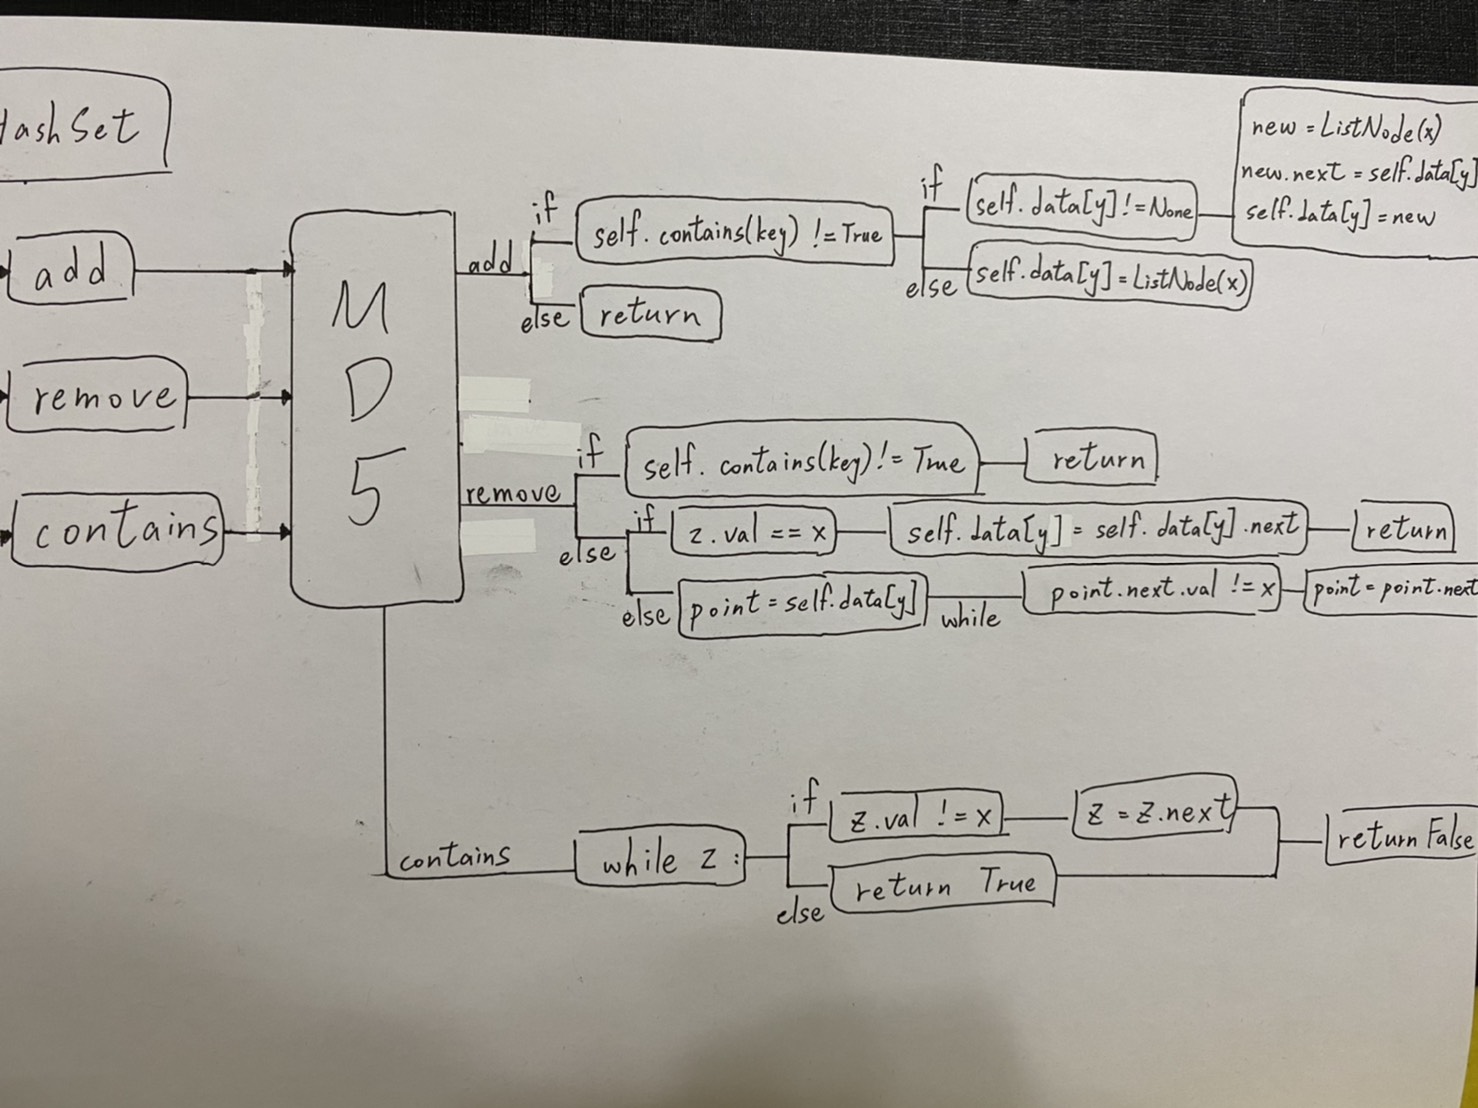 HashSet
add
remove
contains
M
D
5
add
if
self.contains(key) != True
if
self.data[y] != None
new = ListNode(x)
new.next = self.data[y]
self.data[y] = new
else
self.data[y] = ListNode(x)
else
return
remove
if
self.contains(key) != True
return
else
if
z.val == x
self.data[y] = self.data[y].next
return
else
point = self.data[y]
while
point.next.val != x
point = point.next
contains
while z :
if
z.val != x
z = z.next
else
return True
return False